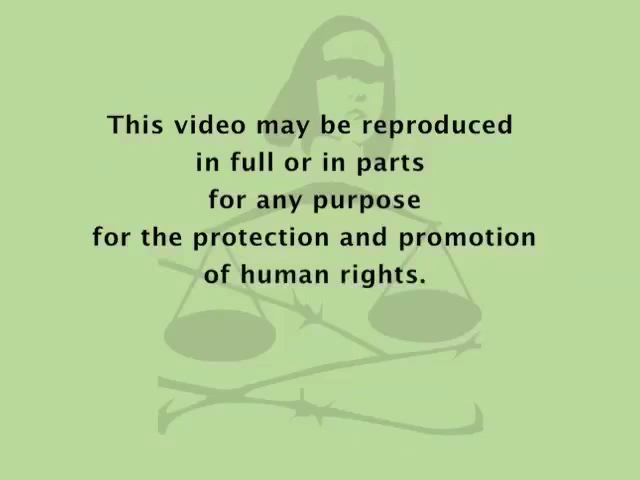 This video may be reproduced
in full or in parts
for any purpose
for the protection and promotion
of human rights.